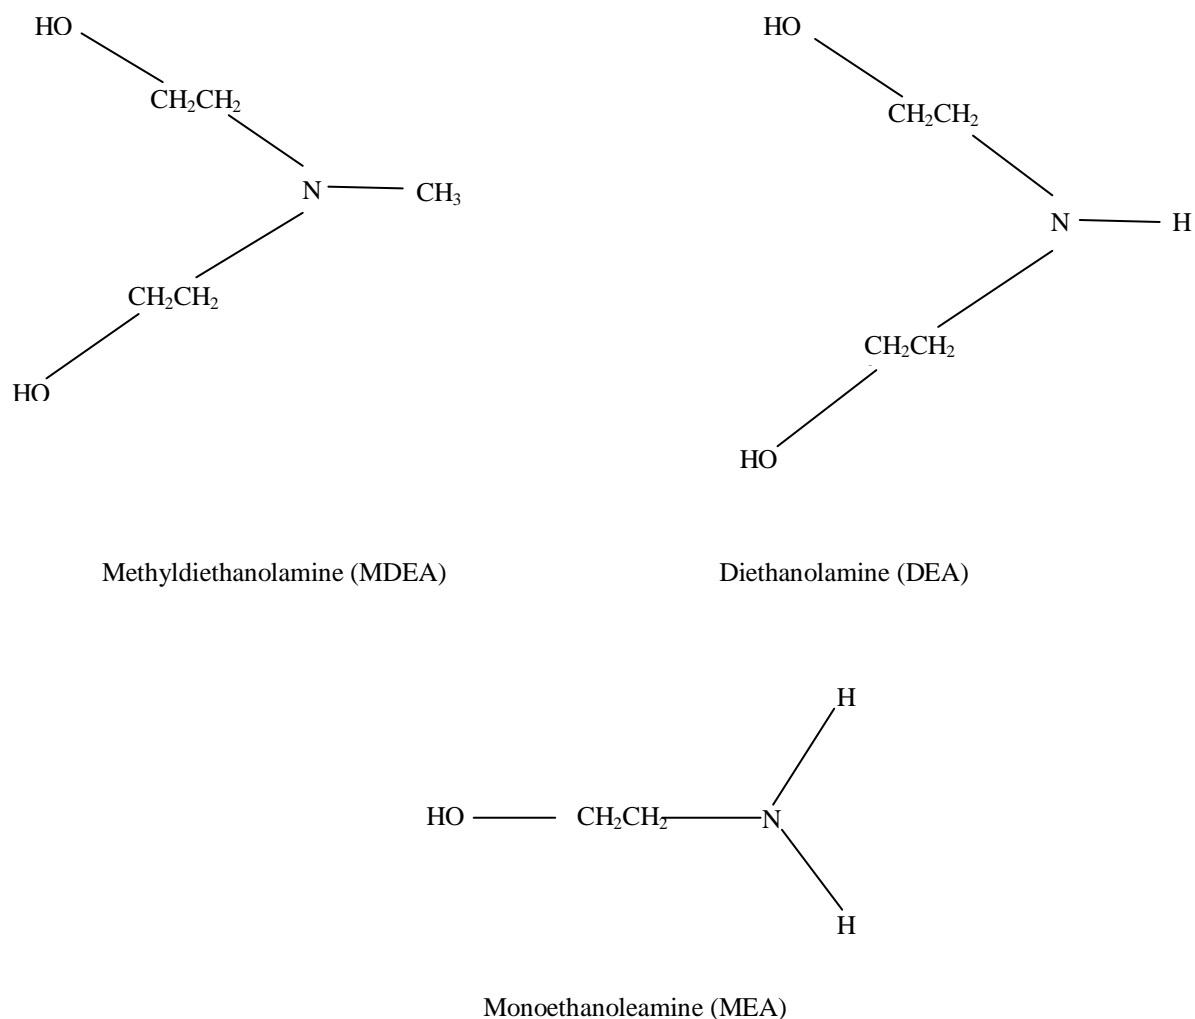 HO
CH₂CH₂
N
CH₃
CH₂CH₂
HO
Methyldiethanolamine (MDEA)
HO
CH₂CH₂
N
H
CH₂CH₂
HO
Diethanolamine (DEA)
H
HO
CH₂CH₂
N
H
Monoethanoleamine (MEA)